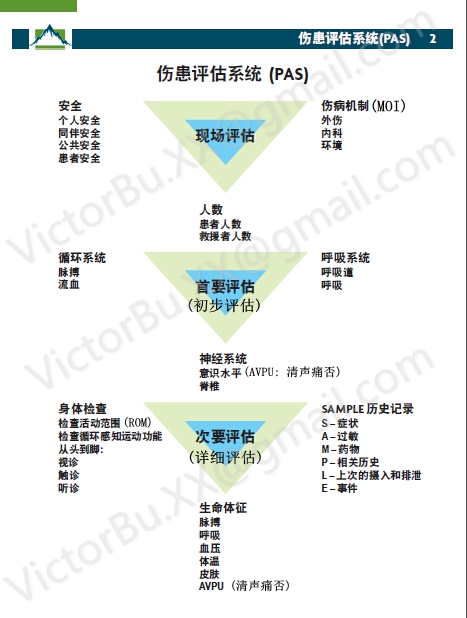 伤患评估系统(PAS) 2
伤患评估系统 (PAS)
安全
个人安全
同伴安全
公共安全
患者安全
现场评估
伤病机制(MOI)
外伤
内科
环境
人数
患者人数
救援者人数
循环系统
脉搏
流血
首要评估
(初步评估)
呼吸系统
呼吸道
呼吸
神经系统
意识水平(AVPU: 清声痛否)
脊椎
身体检查
检查活动范围(ROM)
检查循环感知运动功能
从头到脚:
视诊
触诊
听诊
次要评估
(详细评估)
SAMPLE 历史记录
S – 症状
A – 过敏
M – 药物
P – 相关历史
L – 上次的摄入和排泄
E – 事件
生命体征
脉搏
呼吸
血压
体温
皮肤
AVPU (清声痛否)
VictorBu.XX@gmail.com
VictorBu.XX@gmail.com
VictorBu.XX@gmail.com